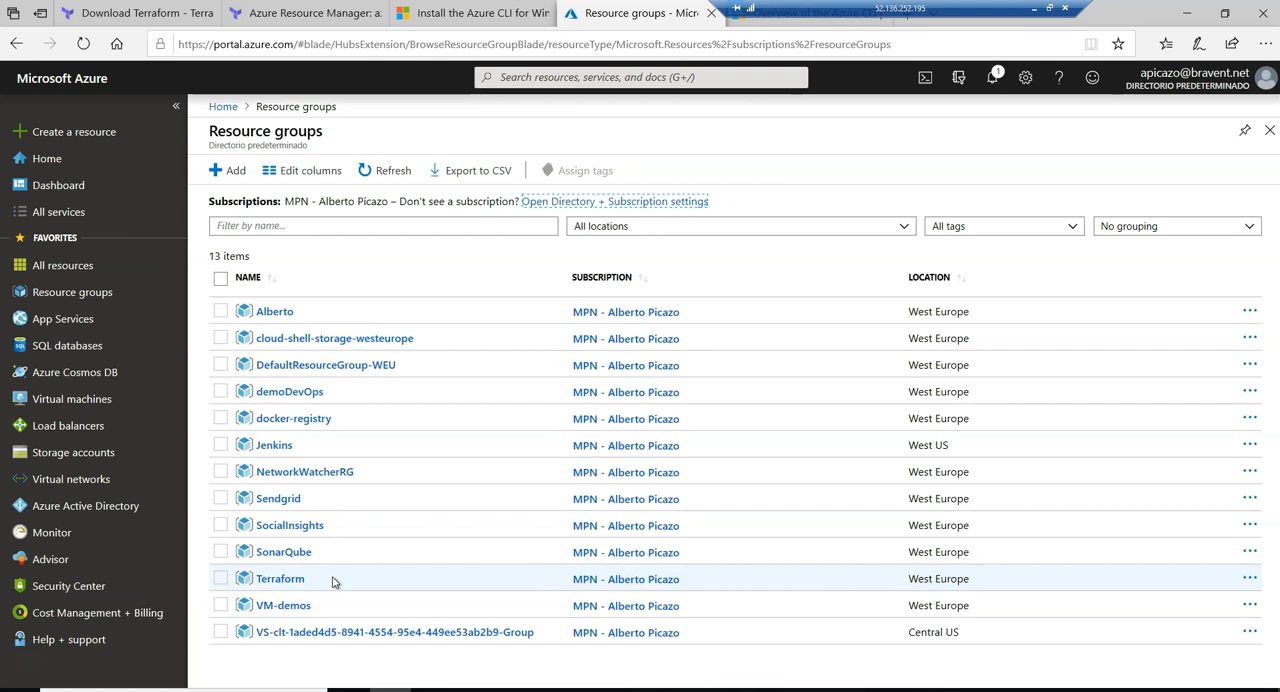 Download Terraform - Terra
Azure Resource Manager: a
Install the Azure CLI for Wir
Resource groups - Micr
Overview of the Azure CL
52.136.252.195
https://portal.azure.com/#blade/HubsExtension/BrowseResourceGroupBlade/resourceType/Microsoft.Resources%2Fsubscriptions%2FresourceGroups
Microsoft Azure
Search resources, services, and docs (G+/)
1
apicazo@bravent.net
DIRECTORIO PREDETERMINADO
«
Create a resource
Home
Dashboard
All services
FAVORITES
All resources
Resource groups
App Services
SQL databases
Azure Cosmos DB
Virtual machines
Load balancers
Storage accounts
Virtual networks
Azure Active Directory
Monitor
Advisor
Security Center
Cost Management + Billing
Help + support
Home > Resource groups
Resource groups
Directorio predeterminado
Add Edit columns Refresh Export to CSV Assign tags
Subscriptions: MPN - Alberto Picazo – Don't see a subscription? Open Directory + Subscription settings
Filter by name... All locations All tags No grouping
13 items
NAME SUBSCRIPTION LOCATION
Alberto MPN - Alberto Picazo West Europe
cloud-shell-storage-westeurope MPN - Alberto Picazo West Europe
DefaultResourceGroup-WEU MPN - Alberto Picazo West Europe
demoDevOps MPN - Alberto Picazo West Europe
docker-registry MPN - Alberto Picazo West Europe
Jenkins MPN - Alberto Picazo West US
NetworkWatcherRG MPN - Alberto Picazo West Europe
Sendgrid MPN - Alberto Picazo West Europe
SocialInsights MPN - Alberto Picazo West Europe
SonarQube MPN - Alberto Picazo West Europe
Terraform MPN - Alberto Picazo West Europe
VM-demos MPN - Alberto Picazo West Europe
VS-clt-1aded4d5-8941-4554-95e4-449ee53ab2b9-Group MPN - Alberto Picazo Central US